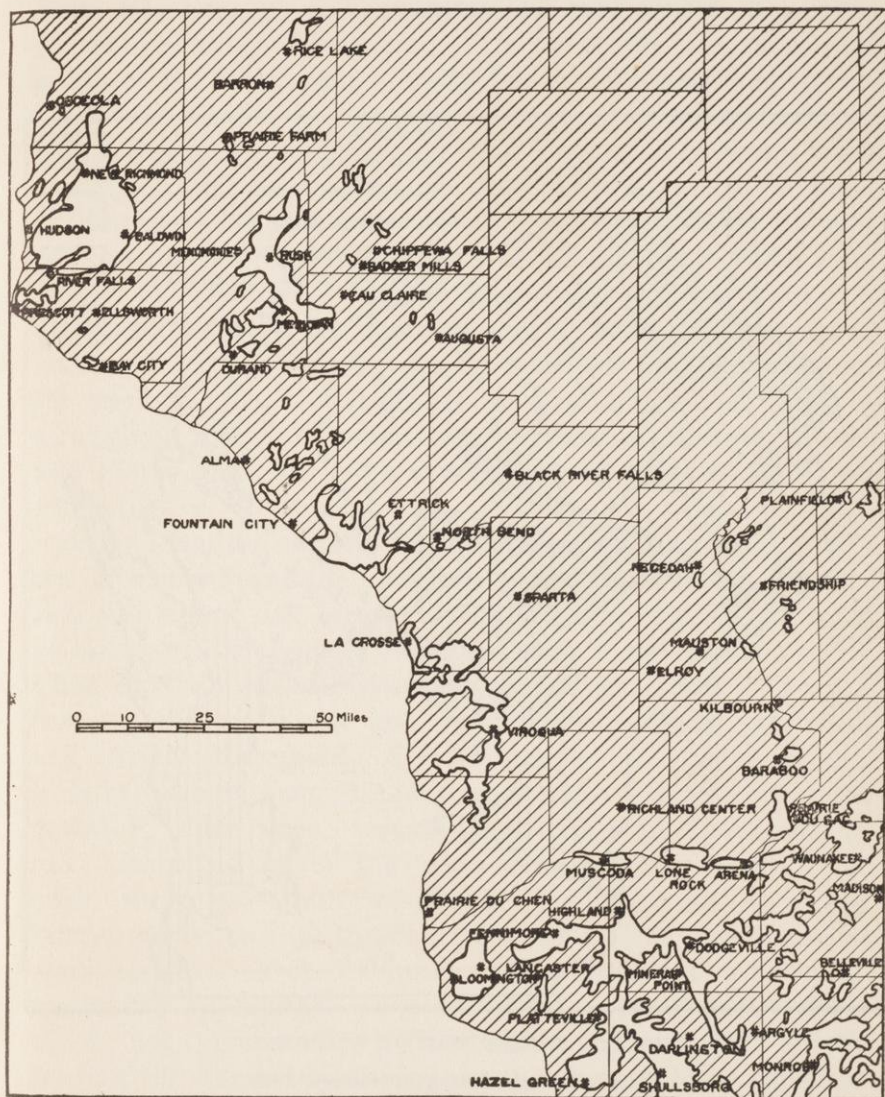 RICE LAKE
BARRON
OSCEOLA
PRAIRIE FARM
NEW RICHMOND
HUDSON
BALDWIN
MENOMONIE
RUSK
CHIPPEWA FALLS
BADGER MILLS
RIVER FALLS
EAU CLAIRE
PRESCOTT
ELLSWORTH
MERIDIAN
AUGUSTA
BAY CITY
DURAND
ALMA
BLACK RIVER FALLS
PLAINFIELD
ETTRICK
FOUNTAIN CITY
NORTH BEND
NECEDAH
FRIENDSHIP
SPARTA
LA CROSSE
MAUSTON
ELROY
KILBOURN
0 10 25 50 Miles
VIROQUA
BARABOO
RICHLAND CENTER
PRAIRIE
DU SAC
WAUNAKEE
MUSCODA
LONE
ROCK
ARENA
MADISON
PRAIRIE DU CHIEN
HIGHLAND
FENNIMORE
DODGEVILLE
LANCASTER
BELLEVILLE
BLOOMINGTON
MINERAL
POINT
PLATTEVILLE
ARGYLE
DARLINGTON
MONROE
HAZEL GREEN
SHULLSBURG